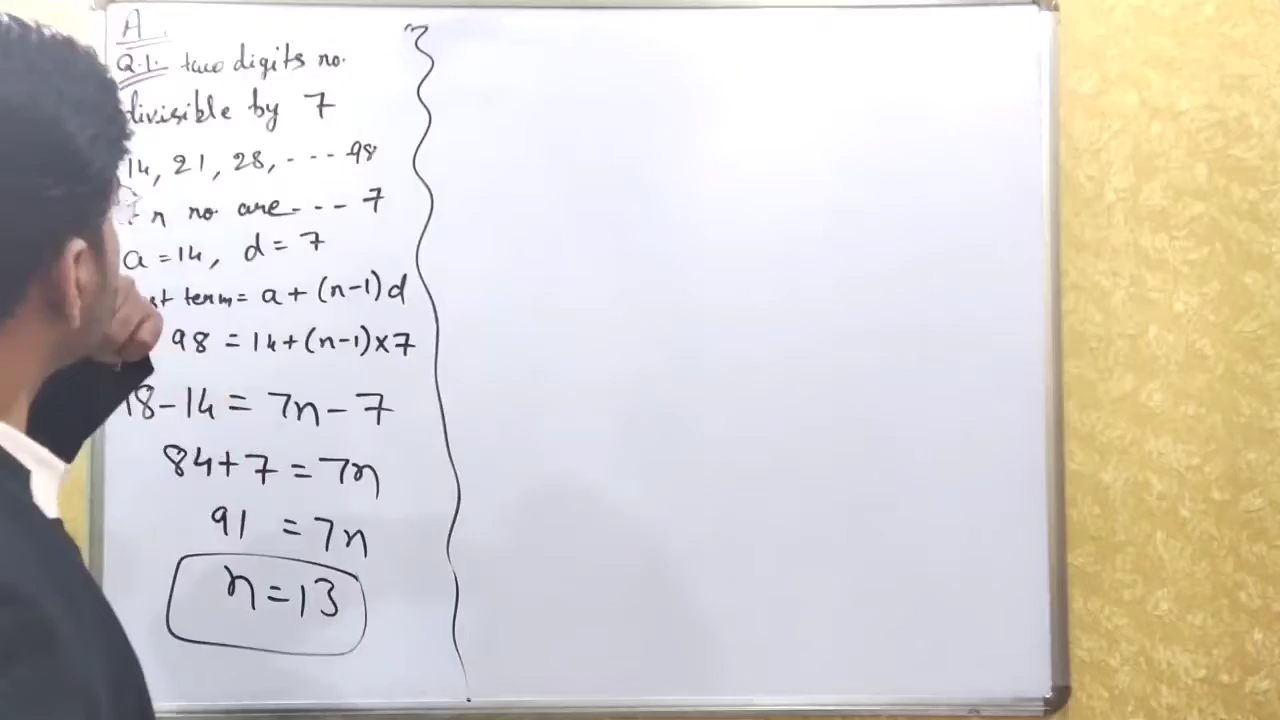 A
Q.1. two digits no.
divisible by 7
14, 21, 28, - - - - 98
n no. are - - - 7
a = 14, d = 7
term = a + (n-1)d
98 = 14+(n-1)×7
8-14 = 7n - 7
84+7 = 7n
91 = 7n
n = 13